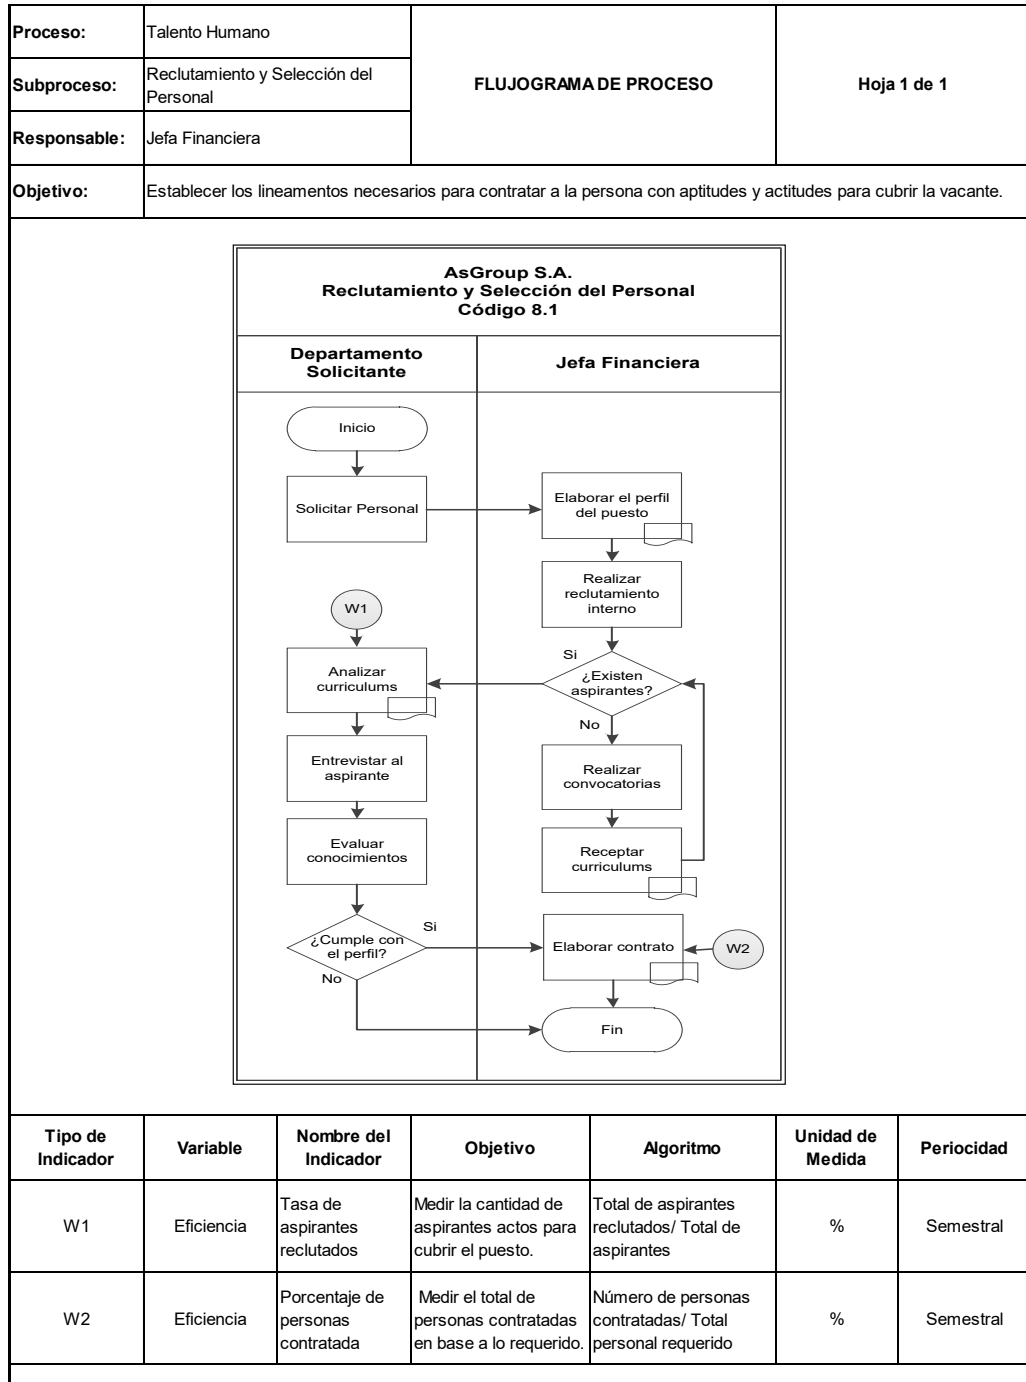 Proceso:
Talento Humano
Subproceso:
Reclutamiento y Selección del
Personal
Responsable:
Jefa Financiera
FLUJOGRAMA DE PROCESO
Hoja 1 de 1
Objetivo:
Establecer los lineamentos necesarios para contratar a la persona con aptitudes y actitudes para cubrir la vacante.
AsGroup S.A.
Reclutamiento y Selección del Personal
Código 8.1
Departamento
Solicitante
Jefa Financiera
Inicio
Solicitar Personal
Elaborar el perfil
del puesto
Realizar
reclutamiento
interno
W1
Si
¿Existen
aspirantes?
Analizar
curriculums
No
Entrevistar al
aspirante
Realizar
convocatorias
Evaluar
conocimientos
Receptar
curriculums
Si
¿Cumple con
el perfil?
Elaborar contrato
W2
No
Fin
Tipo de
Indicador
Variable
Nombre del
Indicador
Objetivo
Algoritmo
Unidad de
Medida
Periocidad
W1
Eficiencia
Tasa de
aspirantes
reclutados
Medir la cantidad de
aspirantes actos para
cubrir el puesto.
Total de aspirantes
reclutados/ Total de
aspirantes
%
Semestral
W2
Eficiencia
Porcentaje de
personas
contratada
Medir el total de
personas contratadas
en base a lo requerido.
Número de personas
contratadas/ Total
personal requerido
%
Semestral